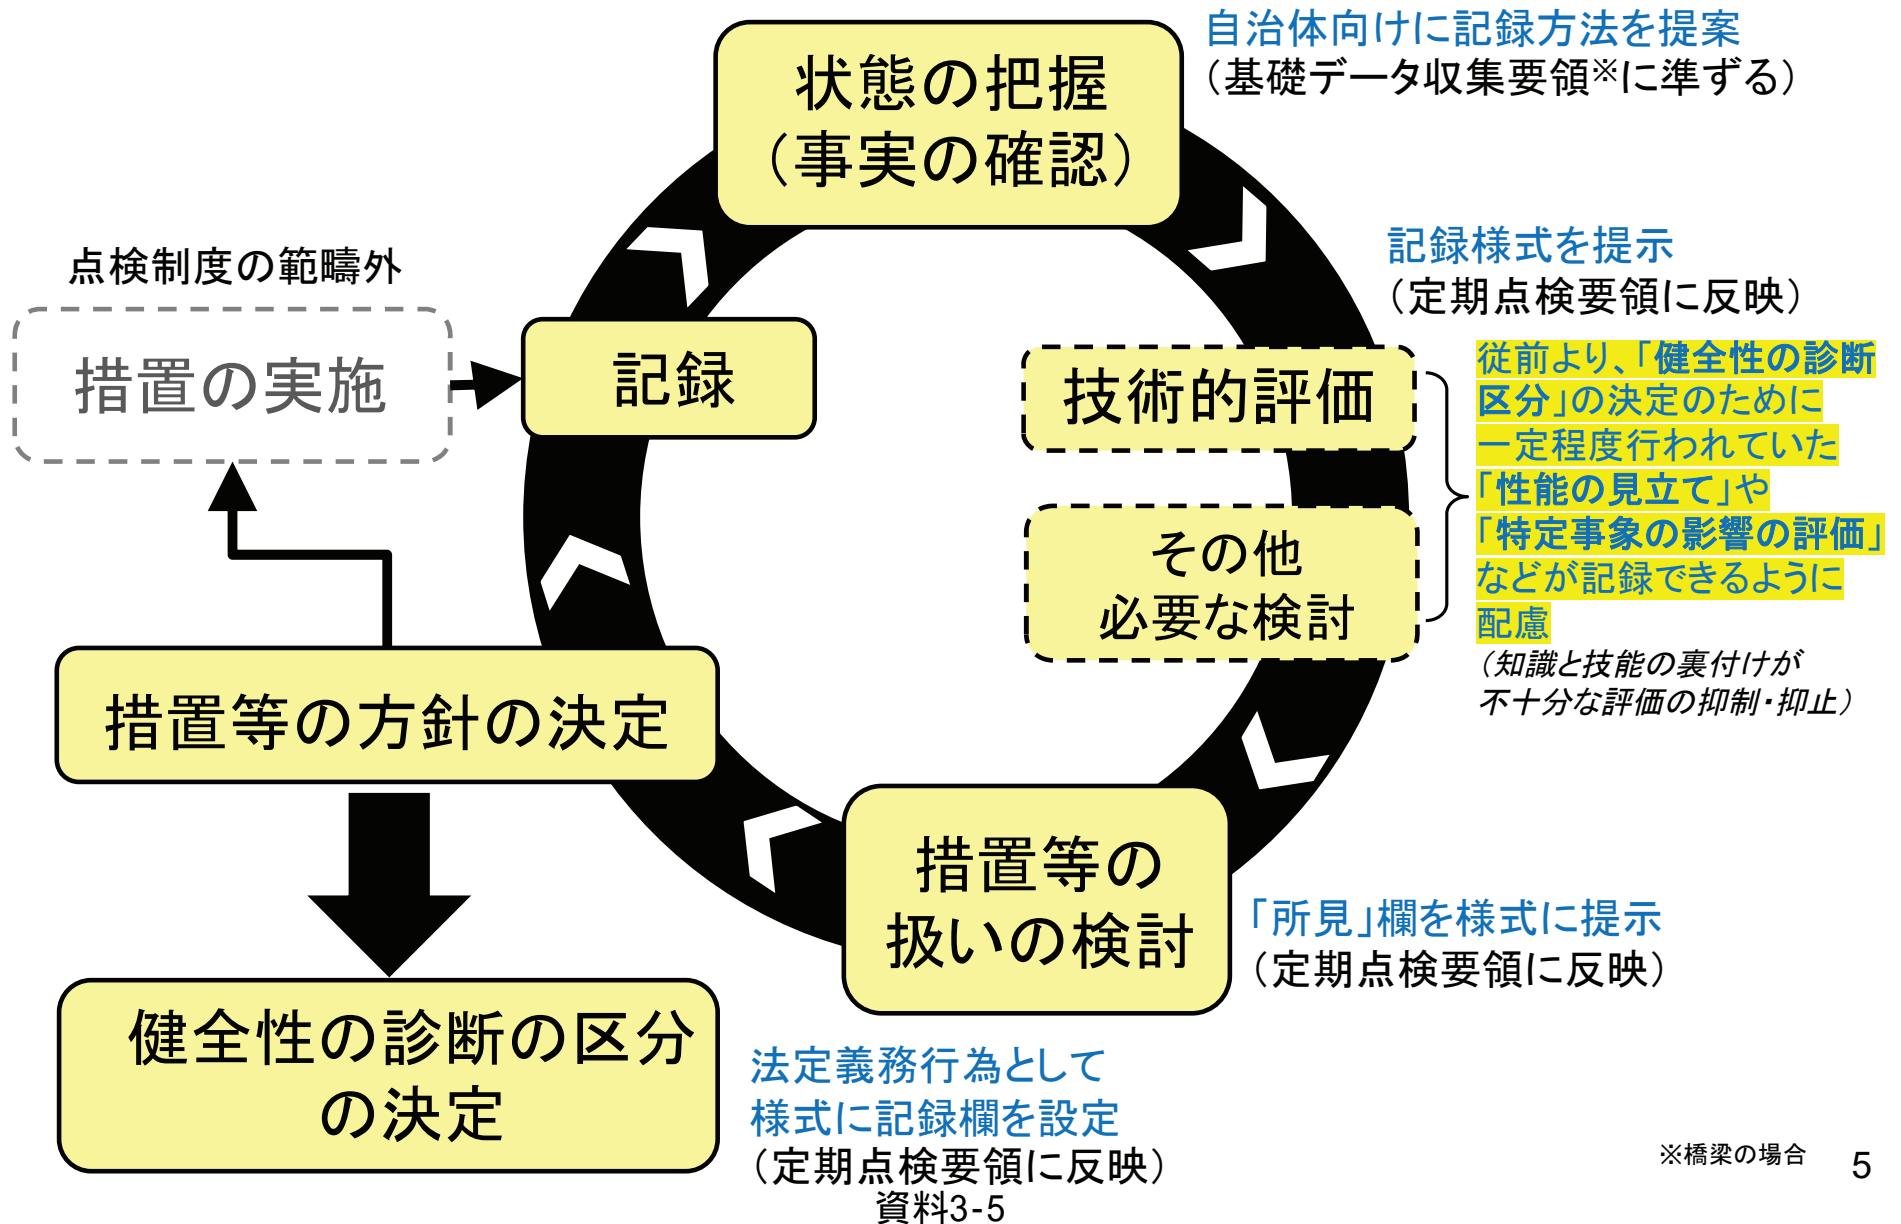 状態の把握
（事実の確認）
自治体向けに記録方法を提案
（基礎データ収集要領※に準ずる）
記録様式を提示
（定期点検要領に反映）
点検制度の範疇外
措置の実施
記録
技術的評価
その他
必要な検討
従前より、「健全性の診断
区分」の決定のために
一定程度行われていた
「性能の見立て」や
「特定事象の影響の評価」
などが記録できるように
配慮
（知識と技能の裏付けが
不十分な評価の抑制・抑止）
措置等の方針の決定
措置等の
扱いの検討
「所見」欄を様式に提示
（定期点検要領に反映）
健全性の診断の区分
の決定
法定義務行為として
様式に記録欄を設定
（定期点検要領に反映）
※橋梁の場合
5
資料3-5